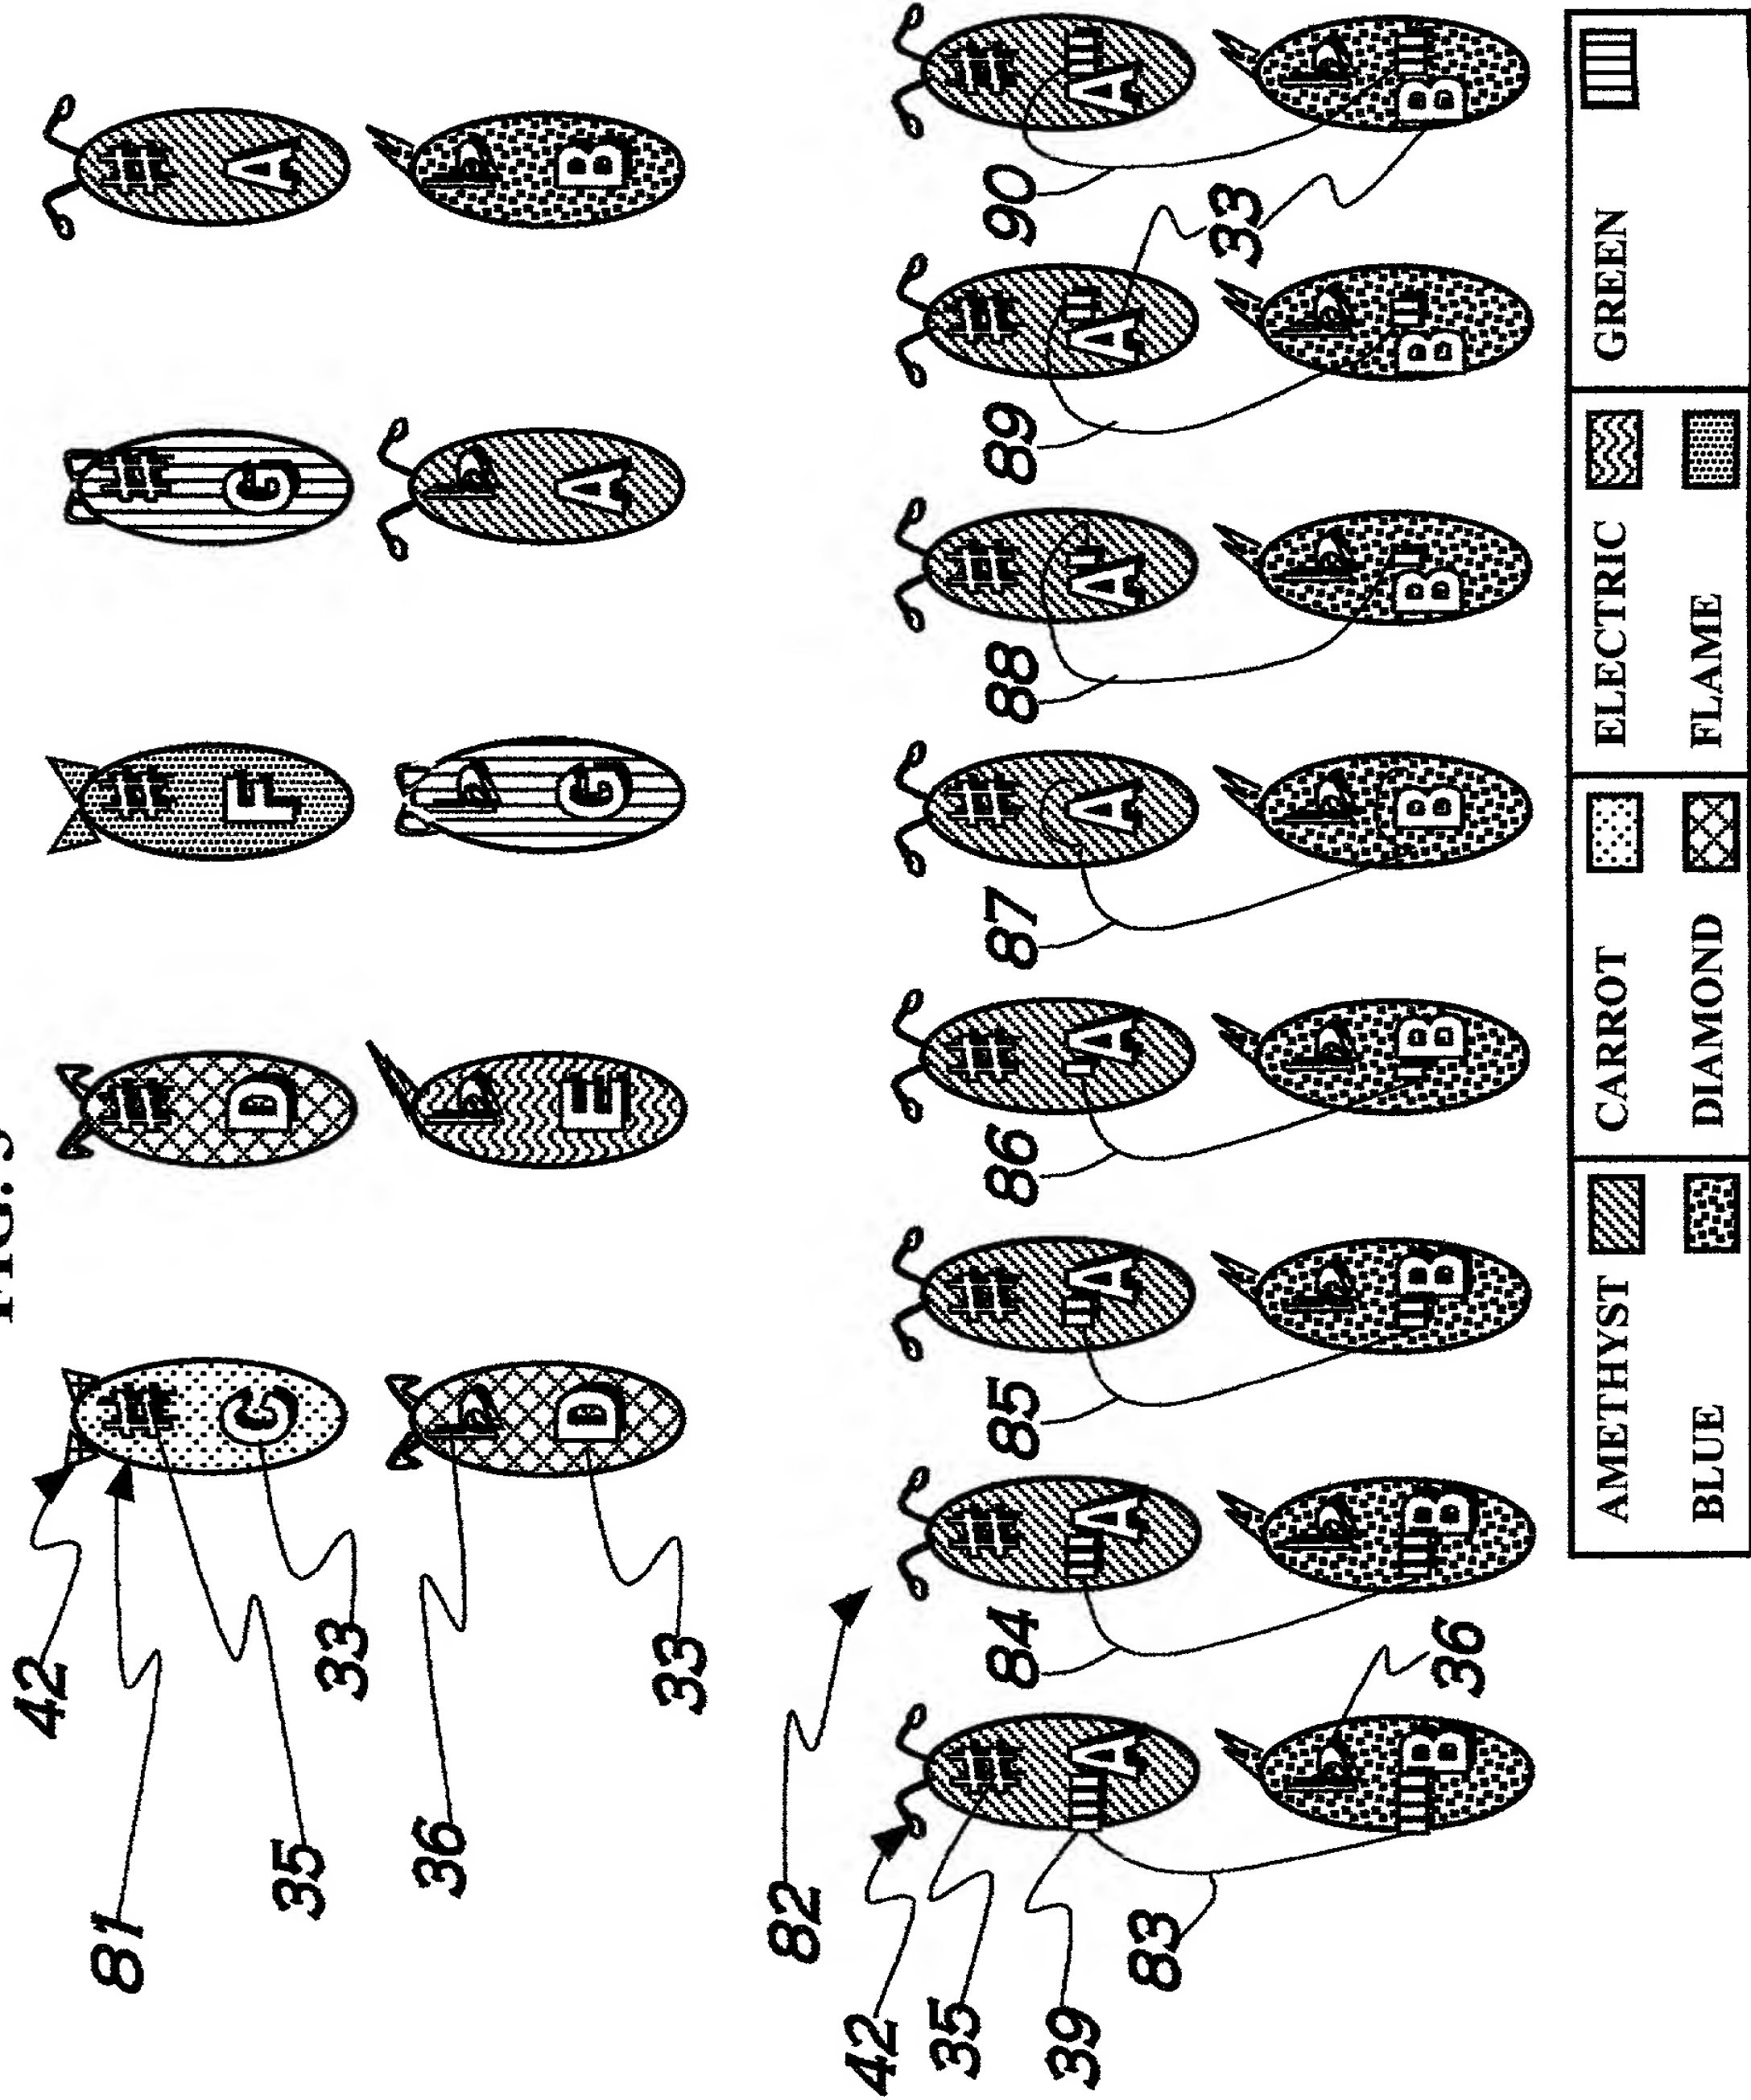 FIG.
42
81
35
33
# C
# D
# F
# G
# A
36
33
♭ D
♭ E
♭ G
♭ A
♭ B
82
42
35
39
83
84
85
86
87
88
89
90
# A
# A
# A
# A
# A
# A
# A
# A
33
36
♭ B
♭ B
♭ B
♭ B
♭ B
♭ B
♭ B
♭ B
AMETHYST CARROT ELECTRIC GREEN
BLUE DIAMOND FLAME